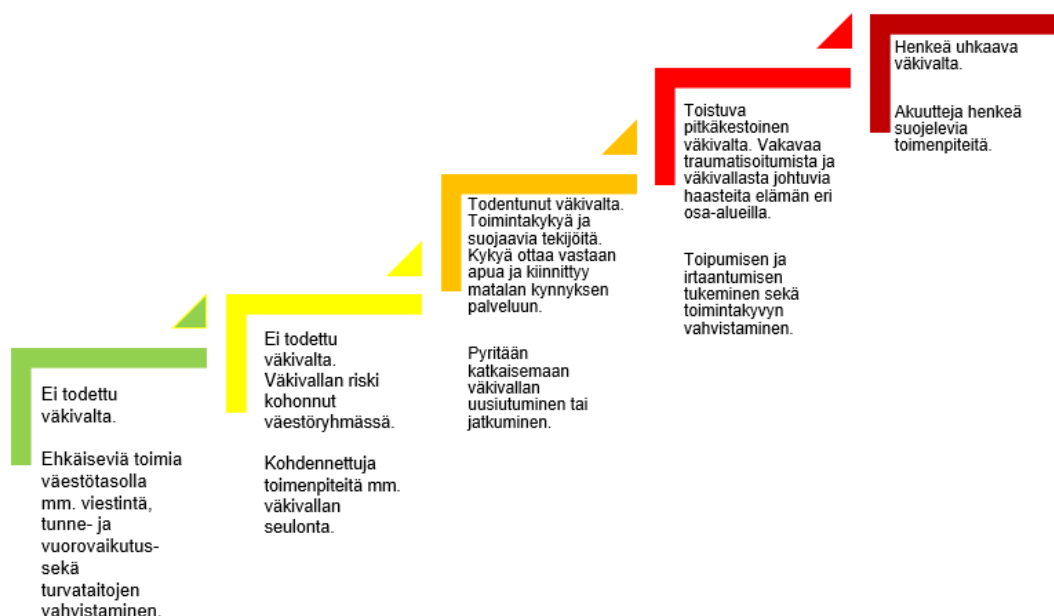 Ei todettu
väkivalta.
Ehkäiseviä toimia
väestötasolla
mm. viestintä,
tunne- ja
vuorovaikutus-
sekä
turvataitojen
vahvistaminen.
Ei todettu
väkivalta.
Väkivallan riski
kohonnut
väestöryhmässä.
Kohdennettuja
toimenpiteitä mm.
väkivallan
seulonta.
Todentunut väkivalta.
Toimintakykyä ja
suojaavia tekijöitä.
Kykyä ottaa vastaan
apua ja kiinnittyy
matalan kynnyksen
palveluun.
Pyritään
katkaisemaan
väkivallan
uusiutuminen tai
jatkuminen.
Toistuva
pitkäkestoinen
väkivalta. Vakavaa
traumatisoitumista ja
väkivallasta johtuvia
haasteita elämän eri
osa-alueilla.
Toipumisen ja
irtaantumisen
tukeminen sekä
toimintakyvyn
vahvistaminen.
Henkeä uhkaava
väkivalta.
Akuutteja henkeä
suojelevia
toimenpiteitä.